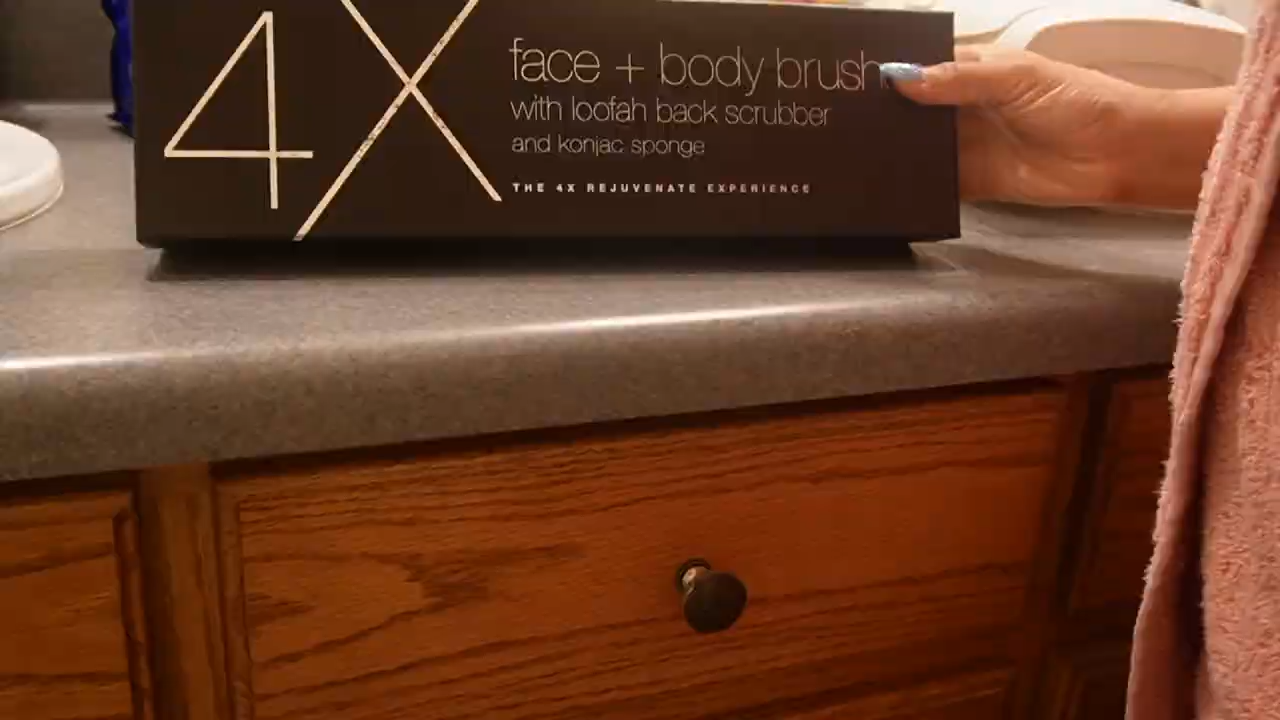 4X
face + body brush
with loofah back scrubber
and konjac sponge
THE 4X REJUVENATE EXPERIENCE